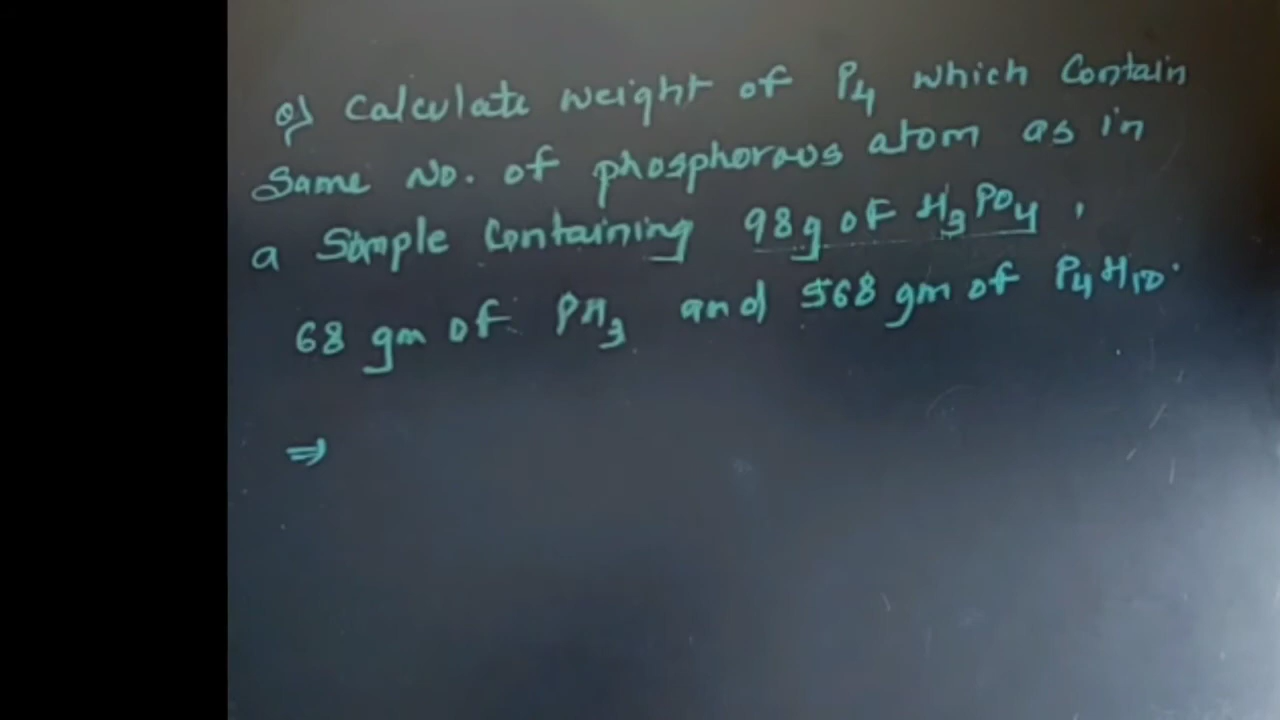 Q) Calculate weight of P4 which contain
Same No. of phosphorous atom as in
a Sample Containing 98g of H3PO4,
68 gm of PH3 and 568 gm of P4H10.
⇒